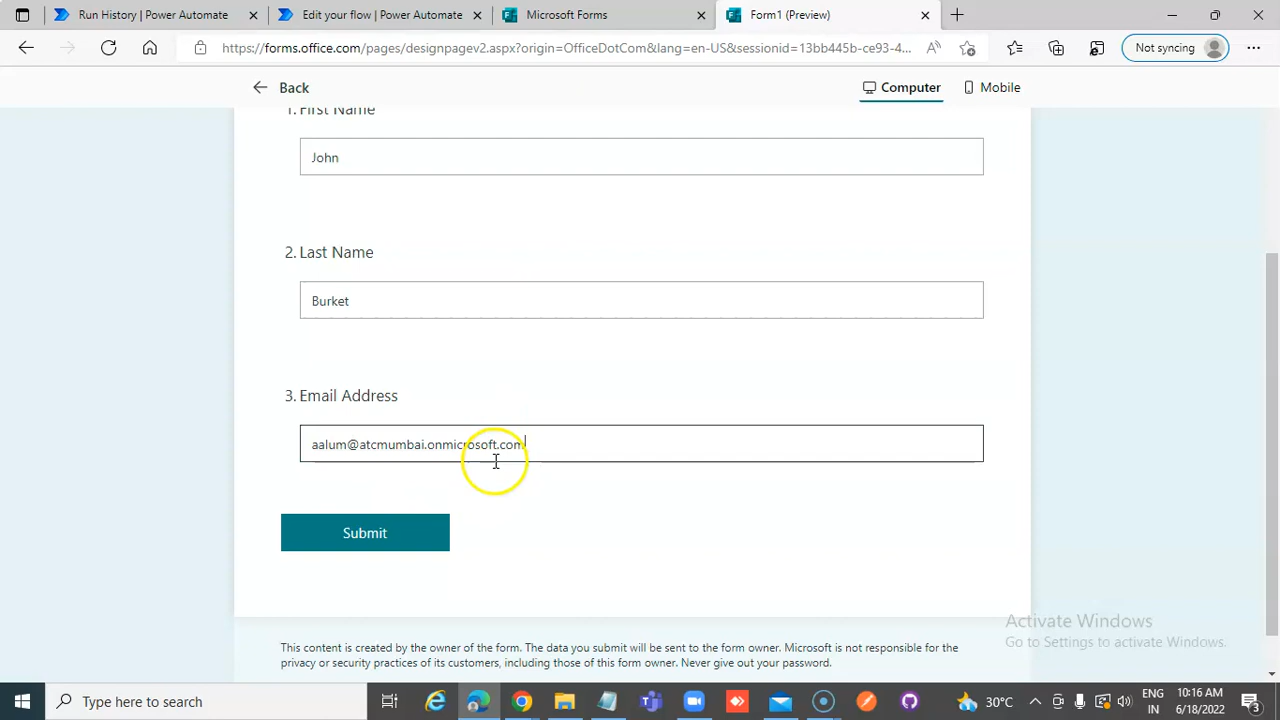 Run History | Power Automate
Edit your flow | Power Automate
Microsoft Forms
Form1 (Preview)
https://forms.office.com/pages/designpagev2.aspx?origin=OfficeDotCom&lang=en-US&sessionid=13bb445b-ce93-4...
Not syncing
Back
Computer
Mobile
1. First Name
John
2. Last Name
Burket
3. Email Address
aalum@atcmumbai.onmicrosoft.com
Submit
Activate Windows
Go to Settings to activate Windows.
This content is created by the owner of the form. The data you submit will be sent to the form owner. Microsoft is not responsible for the
privacy or security practices of its customers, including those of this form owner. Never give out your password.
Type here to search
30°C
ENG
IN
10:16 AM
6/18/2022
3